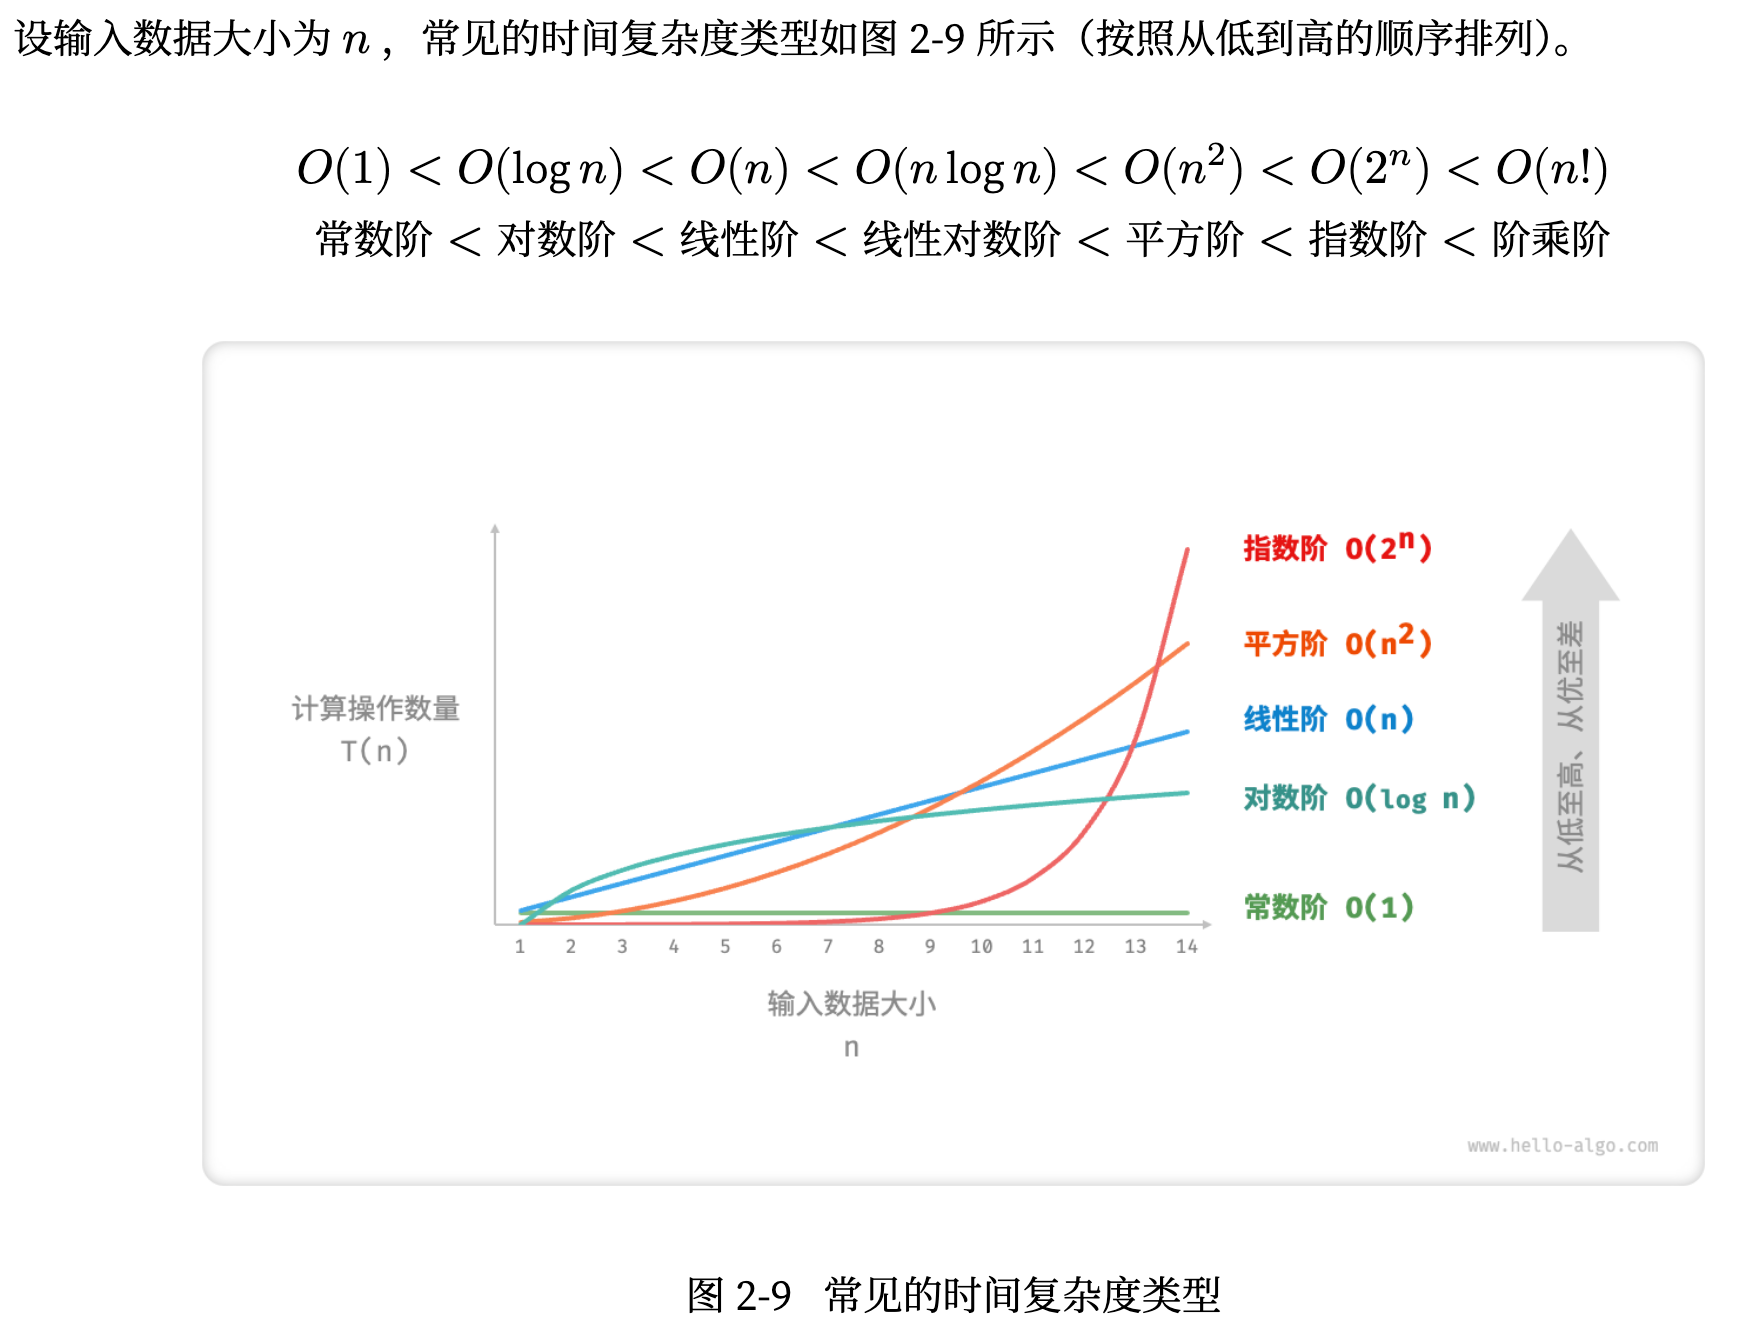 设输入数据大小为 n ，常见的时间复杂度类型如图 2-9 所示（按照从低到高的顺序排列）。
O(1) < O(log n) < O(n) < O(n log n) < O(n²) < O(2ⁿ) < O(n!)
常数阶 < 对数阶 < 线性阶 < 线性对数阶 < 平方阶 < 指数阶 < 阶乘阶
计算操作数量
T(n)
指数阶 O(2ⁿ)
平方阶 O(n²)
线性阶 O(n)
对数阶 O(log n)
常数阶 O(1)
从低至高、从优至差
1 2 3 4 5 6 7 8 9 10 11 12 13 14
输入数据大小
n
www.hello-algo.com
图 2-9 常见的时间复杂度类型